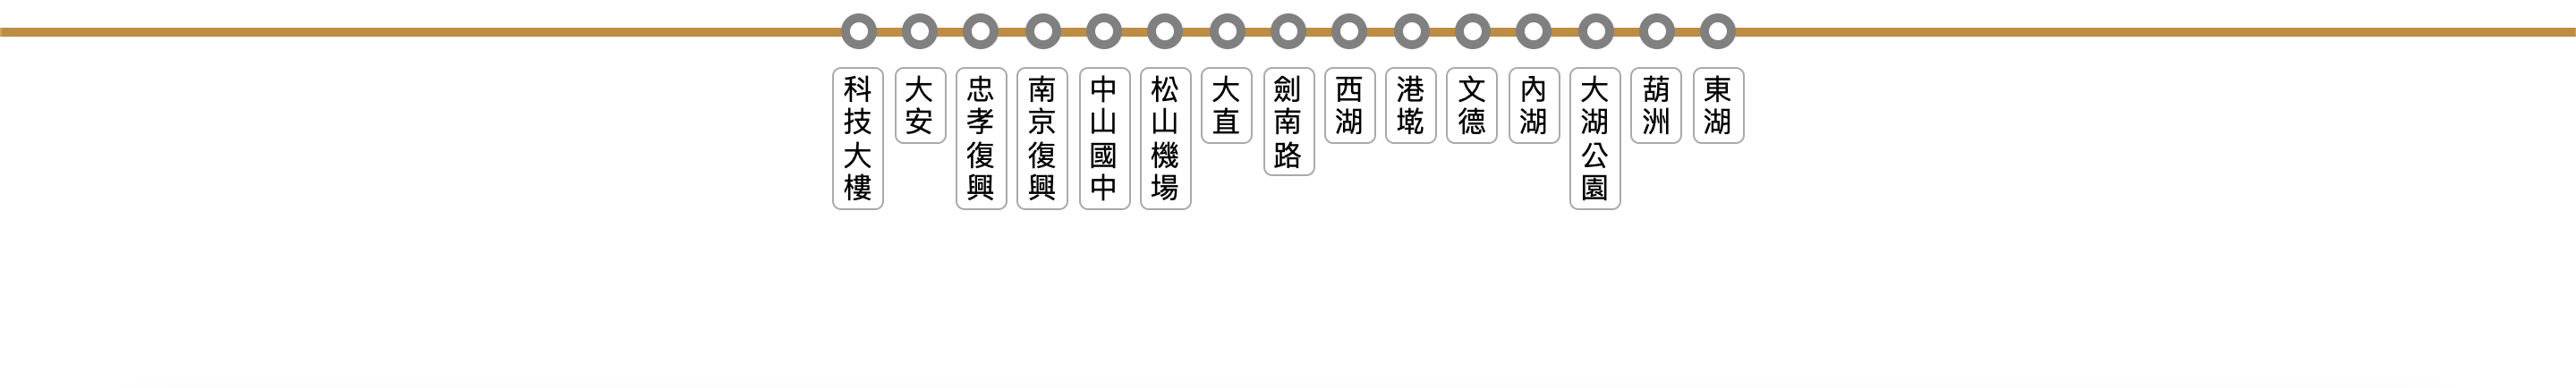 科技大樓
大安
忠孝復興
南京復興
中山國中
松山機場
大直
劍南路
西湖
港墘
文德
內湖
大湖公園
葫洲
東湖